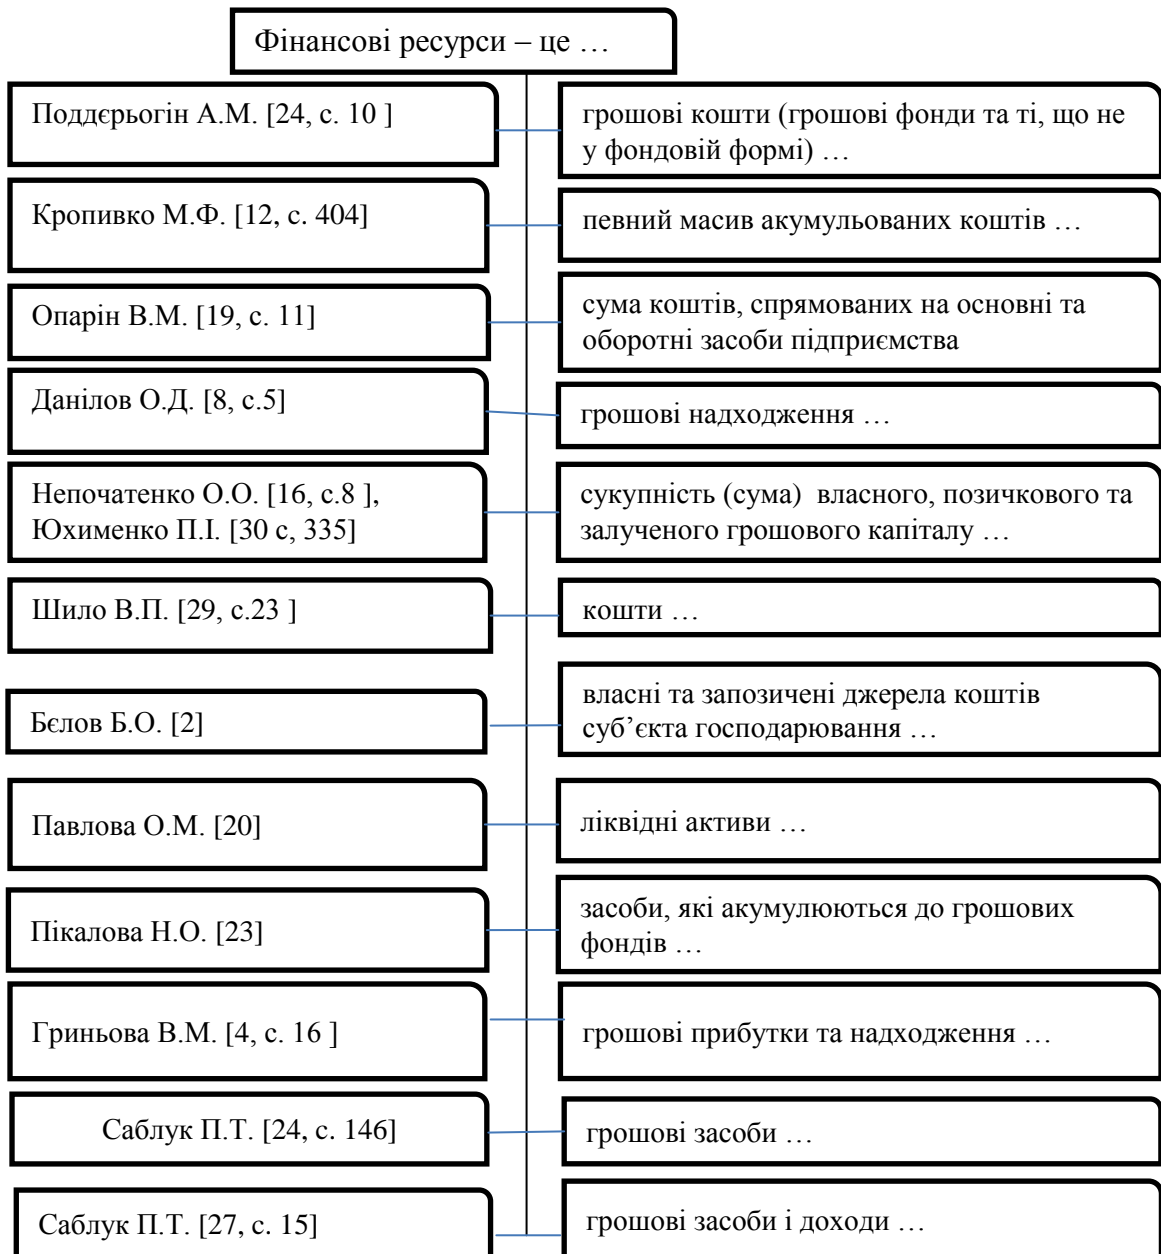 Фінансові ресурси – це …
Поддєрьогін А.М. [24, с. 10 ]
грошові кошти (грошові фонди та ті, що не
у фондовій формі) …
Кропивко М.Ф. [12, с. 404]
певний масив акумульованих коштів …
Опарін В.М. [19, с. 11]
сума коштів, спрямованих на основні та
оборотні засоби підприємства
Данілов О.Д. [8, с.5]
грошові надходження …
Непочатенко О.О. [16, с.8 ],
Юхименко П.І. [30 с, 335]
сукупність (сума) власного, позичкового та
залученого грошового капіталу …
Шило В.П. [29, с.23 ]
кошти …
Бєлов Б.О. [2]
власні та запозичені джерела коштів
суб’єкта господарювання …
Павлова О.М. [20]
ліквідні активи …
Пікалова Н.О. [23]
засоби, які акумулюються до грошових
фондів …
Гриньова В.М. [4, с. 16 ]
грошові прибутки та надходження …
Саблук П.Т. [24, с. 146]
грошові засоби …
Саблук П.Т. [27, с. 15]
грошові засоби і доходи …